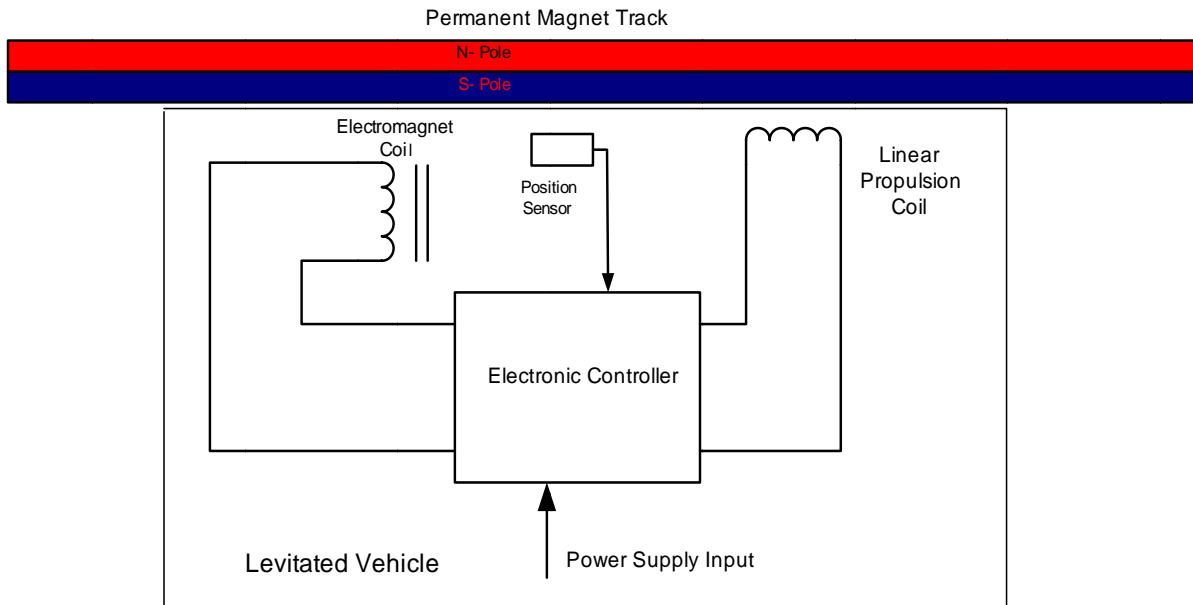 Permanent Magnet Track
N- Pole
S- Pole
Electromagnet
Coil
Position
Sensor
Linear
Propulsion
Coil
Electronic Controller
Levitated Vehicle
Power Supply Input